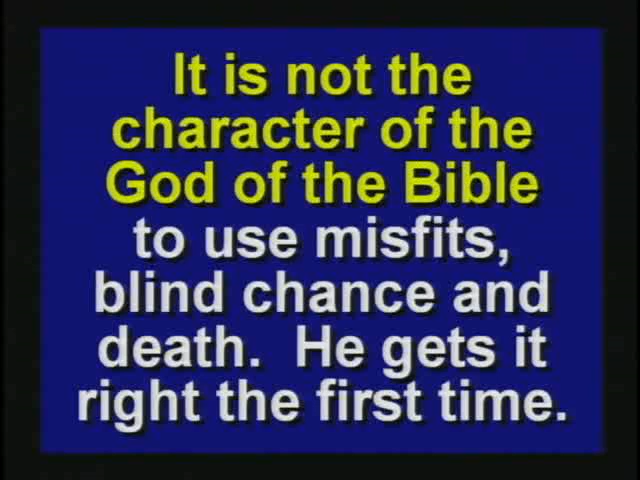 It is not the
character of the
God of the Bible
to use misfits,
blind chance and
death.  He gets it
right the first time.